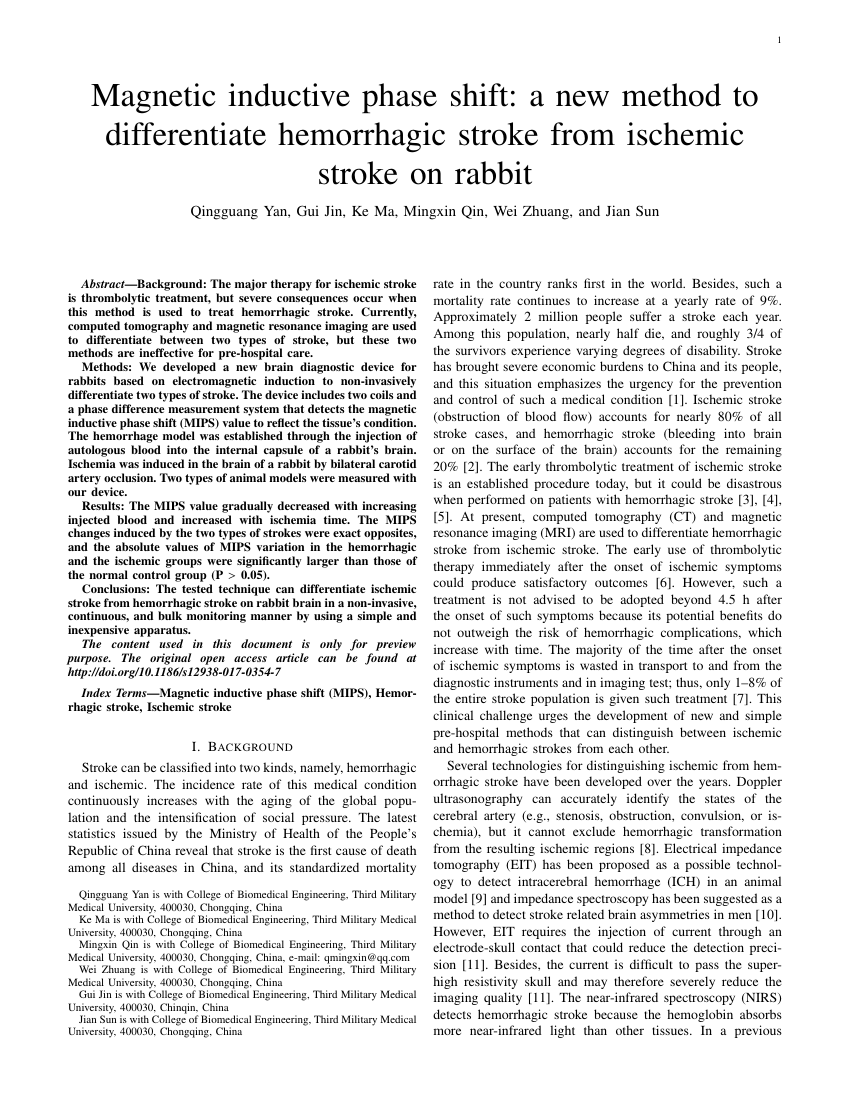 1
Magnetic inductive phase shift: a new method to
differentiate hemorrhagic stroke from ischemic
stroke on rabbit
Qingguang Yan, Gui Jin, Ke Ma, Mingxin Qin, Wei Zhuang, and Jian Sun
Abstract—Background: The major therapy for ischemic stroke
is thrombolytic treatment, but severe consequences occur when
this method is used to treat hemorrhagic stroke. Currently,
computed tomography and magnetic resonance imaging are used
to differentiate between two types of stroke, but these two
methods are ineffective for pre-hospital care.
Methods: We developed a new brain diagnostic device for
rabbits based on electromagnetic induction to non-invasively
differentiate two types of stroke. The device includes two coils and
a phase difference measurement system that detects the magnetic
inductive phase shift (MIPS) value to reflect the tissue's condition.
The hemorrhage model was established through the injection of
autologous blood into the internal capsule of a rabbit's brain.
Ischemia was induced in the brain of a rabbit by bilateral carotid
artery occlusion. Two types of animal models were measured with
our device.
Results: The MIPS value gradually decreased with increasing
injected blood and increased with ischemia time. The MIPS
changes induced by the two types of strokes were exact opposites,
and the absolute values of MIPS variation in the hemorrhagic
and the ischemic groups were significantly larger than those of
the normal control group (P > 0.05).
Conclusions: The tested technique can differentiate ischemic
stroke from hemorrhagic stroke on rabbit brain in a non-invasive,
continuous, and bulk monitoring manner by using a simple and
inexpensive apparatus.
The content used in this document is only for preview
purpose. The original open access article can be found at
http://doi.org/10.1186/s12938-017-0354-7
Index Terms—Magnetic inductive phase shift (MIPS), Hemor-
rhagic stroke, Ischemic stroke
I. BACKGROUND
Stroke can be classified into two kinds, namely, hemorrhagic
and ischemic. The incidence rate of this medical condition
continuously increases with the aging of the global popu-
lation and the intensification of social pressure. The latest
statistics issued by the Ministry of Health of the People's
Republic of China reveal that stroke is the first cause of death
among all diseases in China, and its standardized mortality
Qingguang Yan is with College of Biomedical Engineering, Third Military
Medical University, 400030, Chongqing, China
Ke Ma is with College of Biomedical Engineering, Third Military Medical
University, 400030, Chongqing, China
Mingxin Qin is with College of Biomedical Engineering, Third Military
Medical University, 400030, Chongqing, China, e-mail: qmingxin@qq.com
Wei Zhuang is with College of Biomedical Engineering, Third Military
Medical University, 400030, Chongqing, China
Gui Jin is with College of Biomedical Engineering, Third Military Medical
University, 400030, Chinqin, China
Jian Sun is with College of Biomedical Engineering, Third Military Medical
University, 400030, Chongqing, China
rate in the country ranks first in the world. Besides, such a
mortality rate continues to increase at a yearly rate of 9%.
Approximately 2 million people suffer a stroke each year.
Among this population, nearly half die, and roughly 3/4 of
the survivors experience varying degrees of disability. Stroke
has brought severe economic burdens to China and its people,
and this situation emphasizes the urgency for the prevention
and control of such a medical condition [1]. Ischemic stroke
(obstruction of blood flow) accounts for nearly 80% of all
stroke cases, and hemorrhagic stroke (bleeding into brain
or on the surface of the brain) accounts for the remaining
20% [2]. The early thrombolytic treatment of ischemic stroke
is an established procedure today, but it could be disastrous
when performed on patients with hemorrhagic stroke [3], [4],
[5]. At present, computed tomography (CT) and magnetic
resonance imaging (MRI) are used to differentiate hemorrhagic
stroke from ischemic stroke. The early use of thrombolytic
therapy immediately after the onset of ischemic symptoms
could produce satisfactory outcomes [6]. However, such a
treatment is not advised to be adopted beyond 4.5 h after
the onset of such symptoms because its potential benefits do
not outweigh the risk of hemorrhagic complications, which
increase with time. The majority of the time after the onset
of ischemic symptoms is wasted in transport to and from the
diagnostic instruments and in imaging test; thus, only 1–8% of
the entire stroke population is given such treatment [7]. This
clinical challenge urges the development of new and simple
pre-hospital methods that can distinguish between ischemic
and hemorrhagic strokes from each other.
Several technologies for distinguishing ischemic from hem-
orrhagic stroke have been developed over the years. Doppler
ultrasonography can accurately identify the states of the
cerebral artery (e.g., stenosis, obstruction, convulsion, or is-
chemia), but it cannot exclude hemorrhagic transformation
from the resulting ischemic regions [8]. Electrical impedance
tomography (EIT) has been proposed as a possible technol-
ogy to detect intracerebral hemorrhage (ICH) in an animal
model [9] and impedance spectroscopy has been suggested as a
method to detect stroke related brain asymmetries in men [10].
However, EIT requires the injection of current through an
electrode-skull contact that could reduce the detection preci-
sion [11]. Besides, the current is difficult to pass the super-
high resistivity skull and may therefore severely reduce the
imaging quality [11]. The near-infrared spectroscopy (NIRS)
detects hemorrhagic stroke because the hemoglobin absorbs
more near-infrared light than other tissues. In a previous